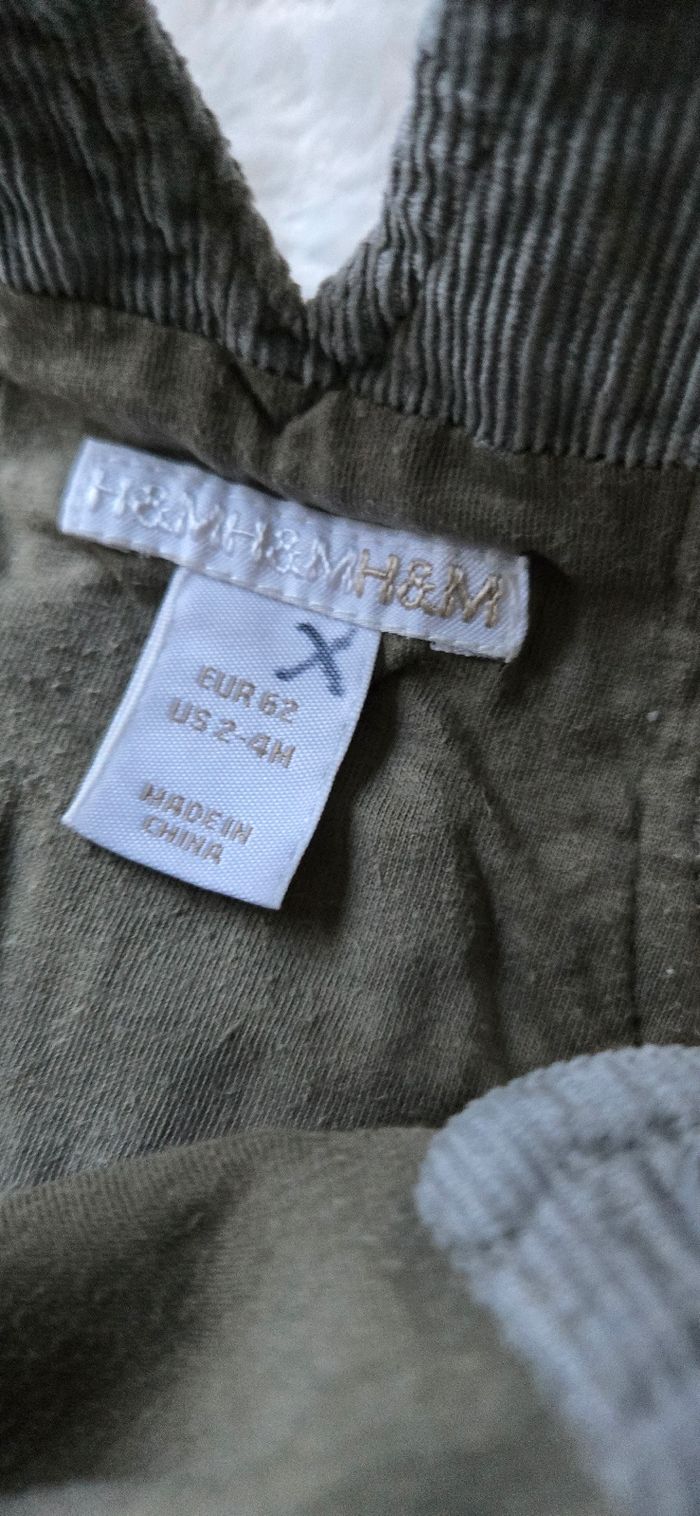 H&MH&MH&M
X
EUR 62
US 2-4M
MADE IN
CHINA